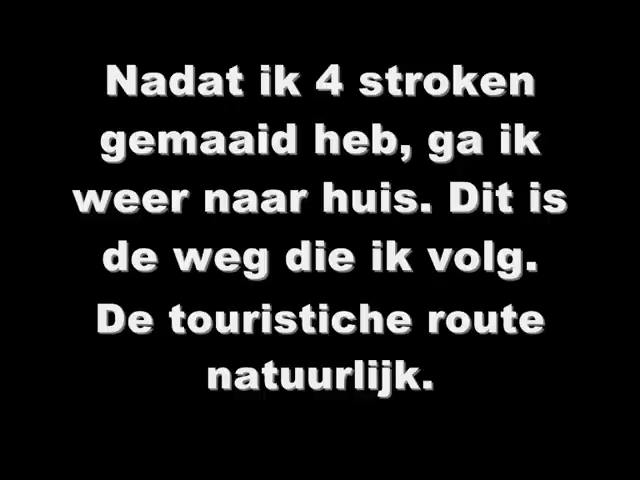 Nadat ik 4 stroken
gemaaid heb, ga ik
weer naar huis. Dit is
de weg die ik volg.
De touristiche route
natuurlijk.